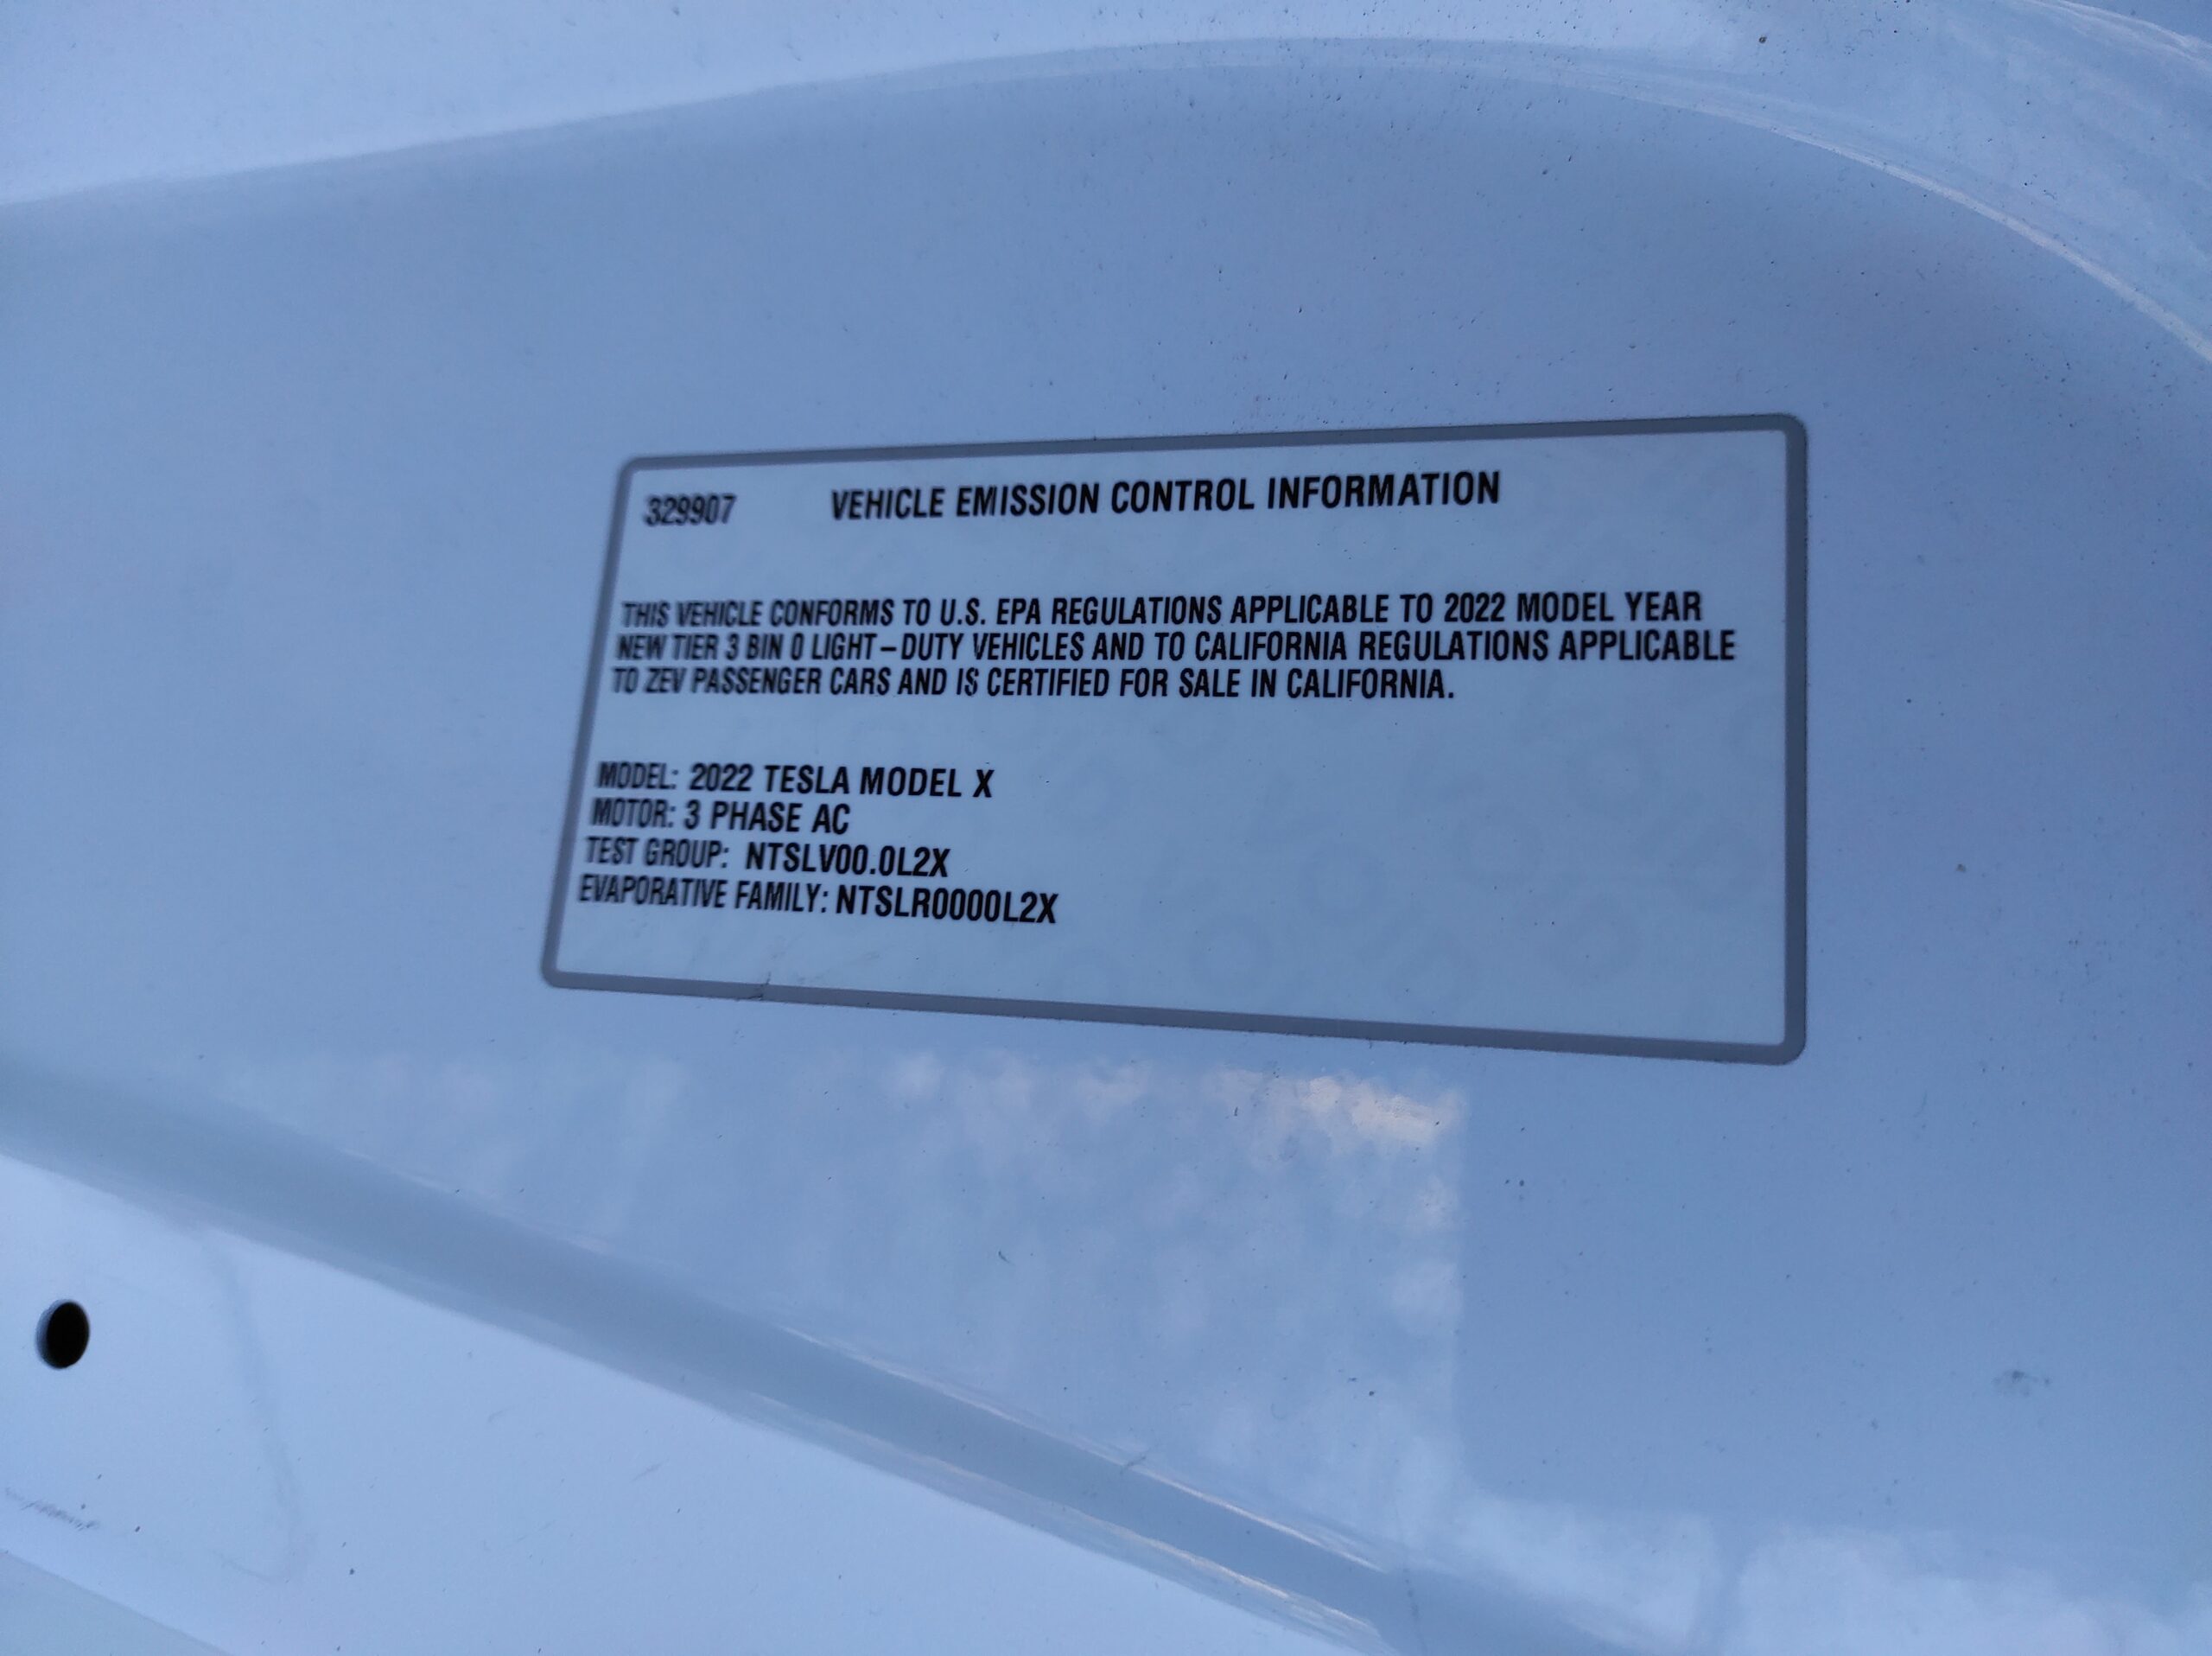 329907 VEHICLE EMISSION CONTROL INFORMATION
THIS VEHICLE CONFORMS TO U.S. EPA REGULATIONS APPLICABLE TO 2022 MODEL YEAR
NEW TIER 3 BIN 0 LIGHT-DUTY VEHICLES AND TO CALIFORNIA REGULATIONS APPLICABLE
TO ZEV PASSENGER CARS AND IS CERTIFIED FOR SALE IN CALIFORNIA.
MODEL: 2022 TESLA MODEL X
MOTOR: 3 PHASE AC
TEST GROUP: NTSLV00.0L2X
EVAPORATIVE FAMILY: NTSLR0000L2X